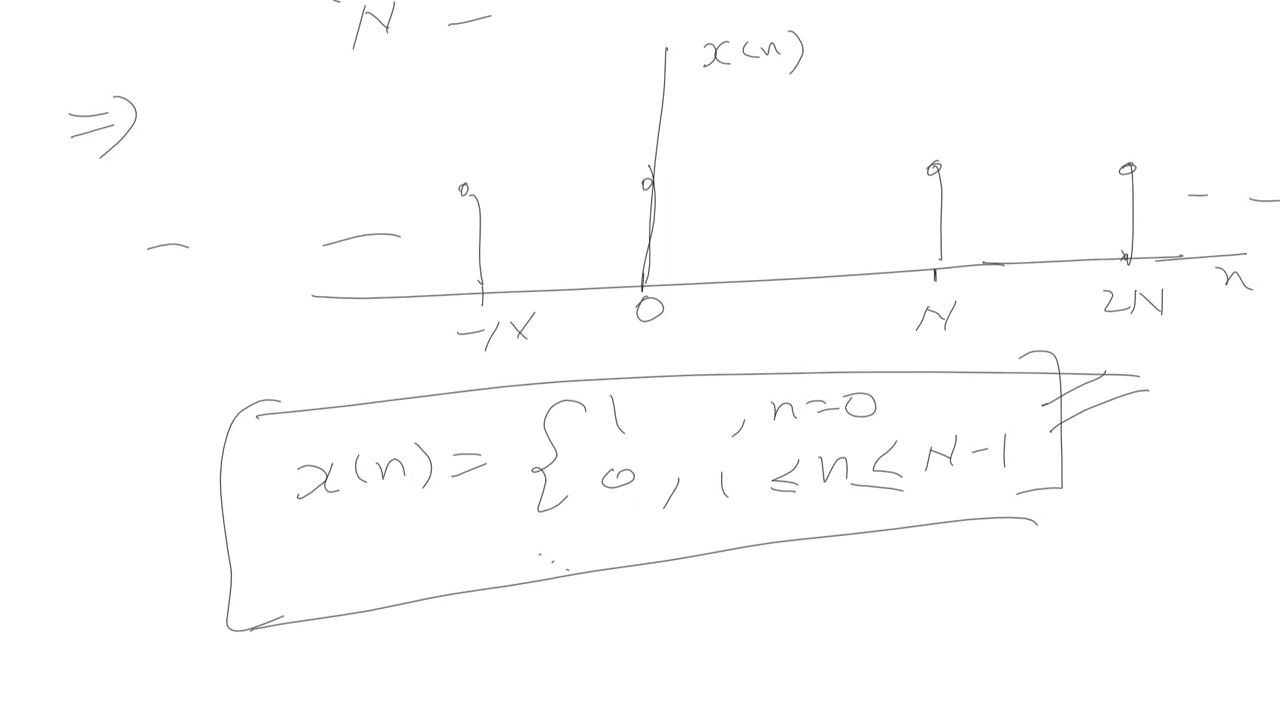 N -
x(n)
⇒
- - - -
0 N 2N n
x(n) = { 1 , n=0
0 , 1 ≤ n ≤ N-1